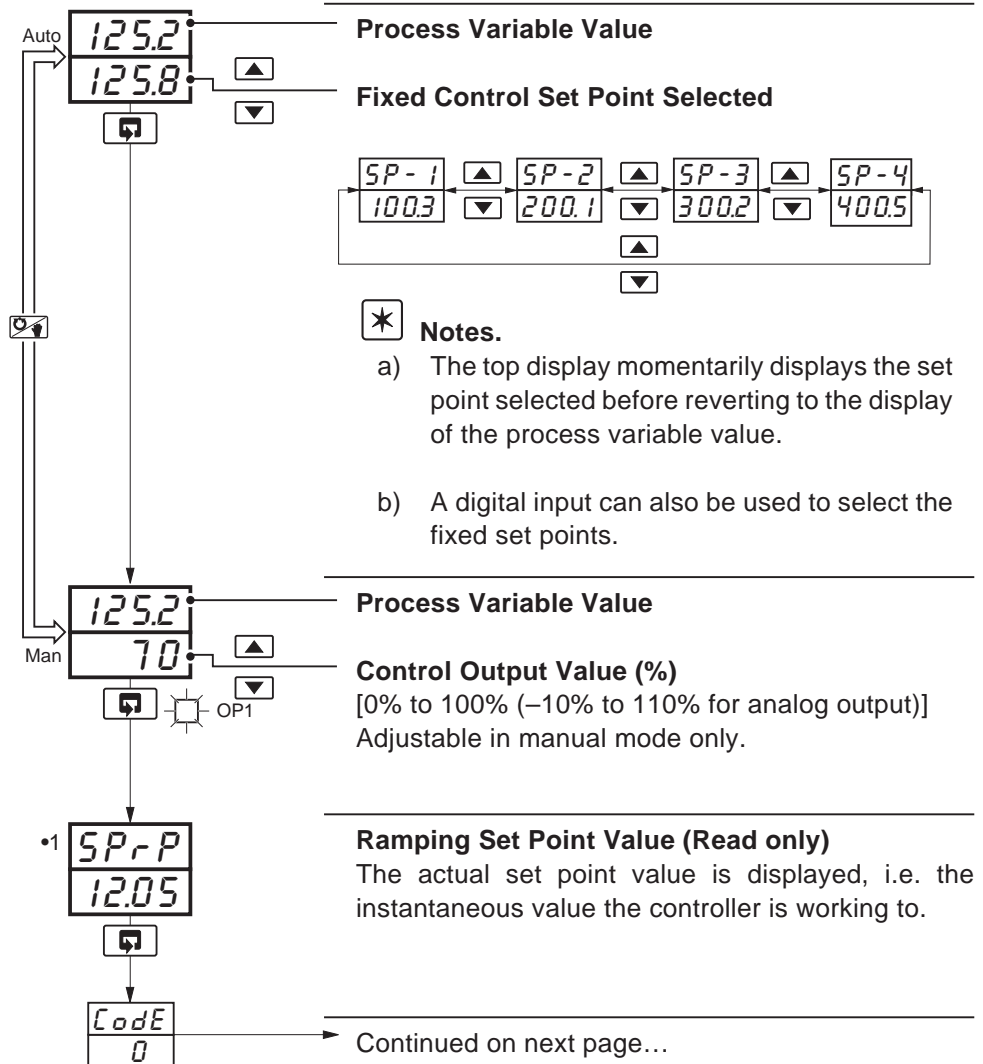 Auto
125.2
125.8
Process Variable Value
Fixed Control Set Point Selected
SP-1
100.3
SP-2
200.1
SP-3
300.2
SP-4
400.5
Notes.
a) The top display momentarily displays the set
point selected before reverting to the display
of the process variable value.
b) A digital input can also be used to select the
fixed set points.
125.2
70
Man
OP1
Process Variable Value
Control Output Value (%)
[0% to 100% (–10% to 110% for analog output)]
Adjustable in manual mode only.
•1
SPrP
12.05
Ramping Set Point Value (Read only)
The actual set point value is displayed, i.e. the
instantaneous value the controller is working to.
CodE
0
Continued on next page…